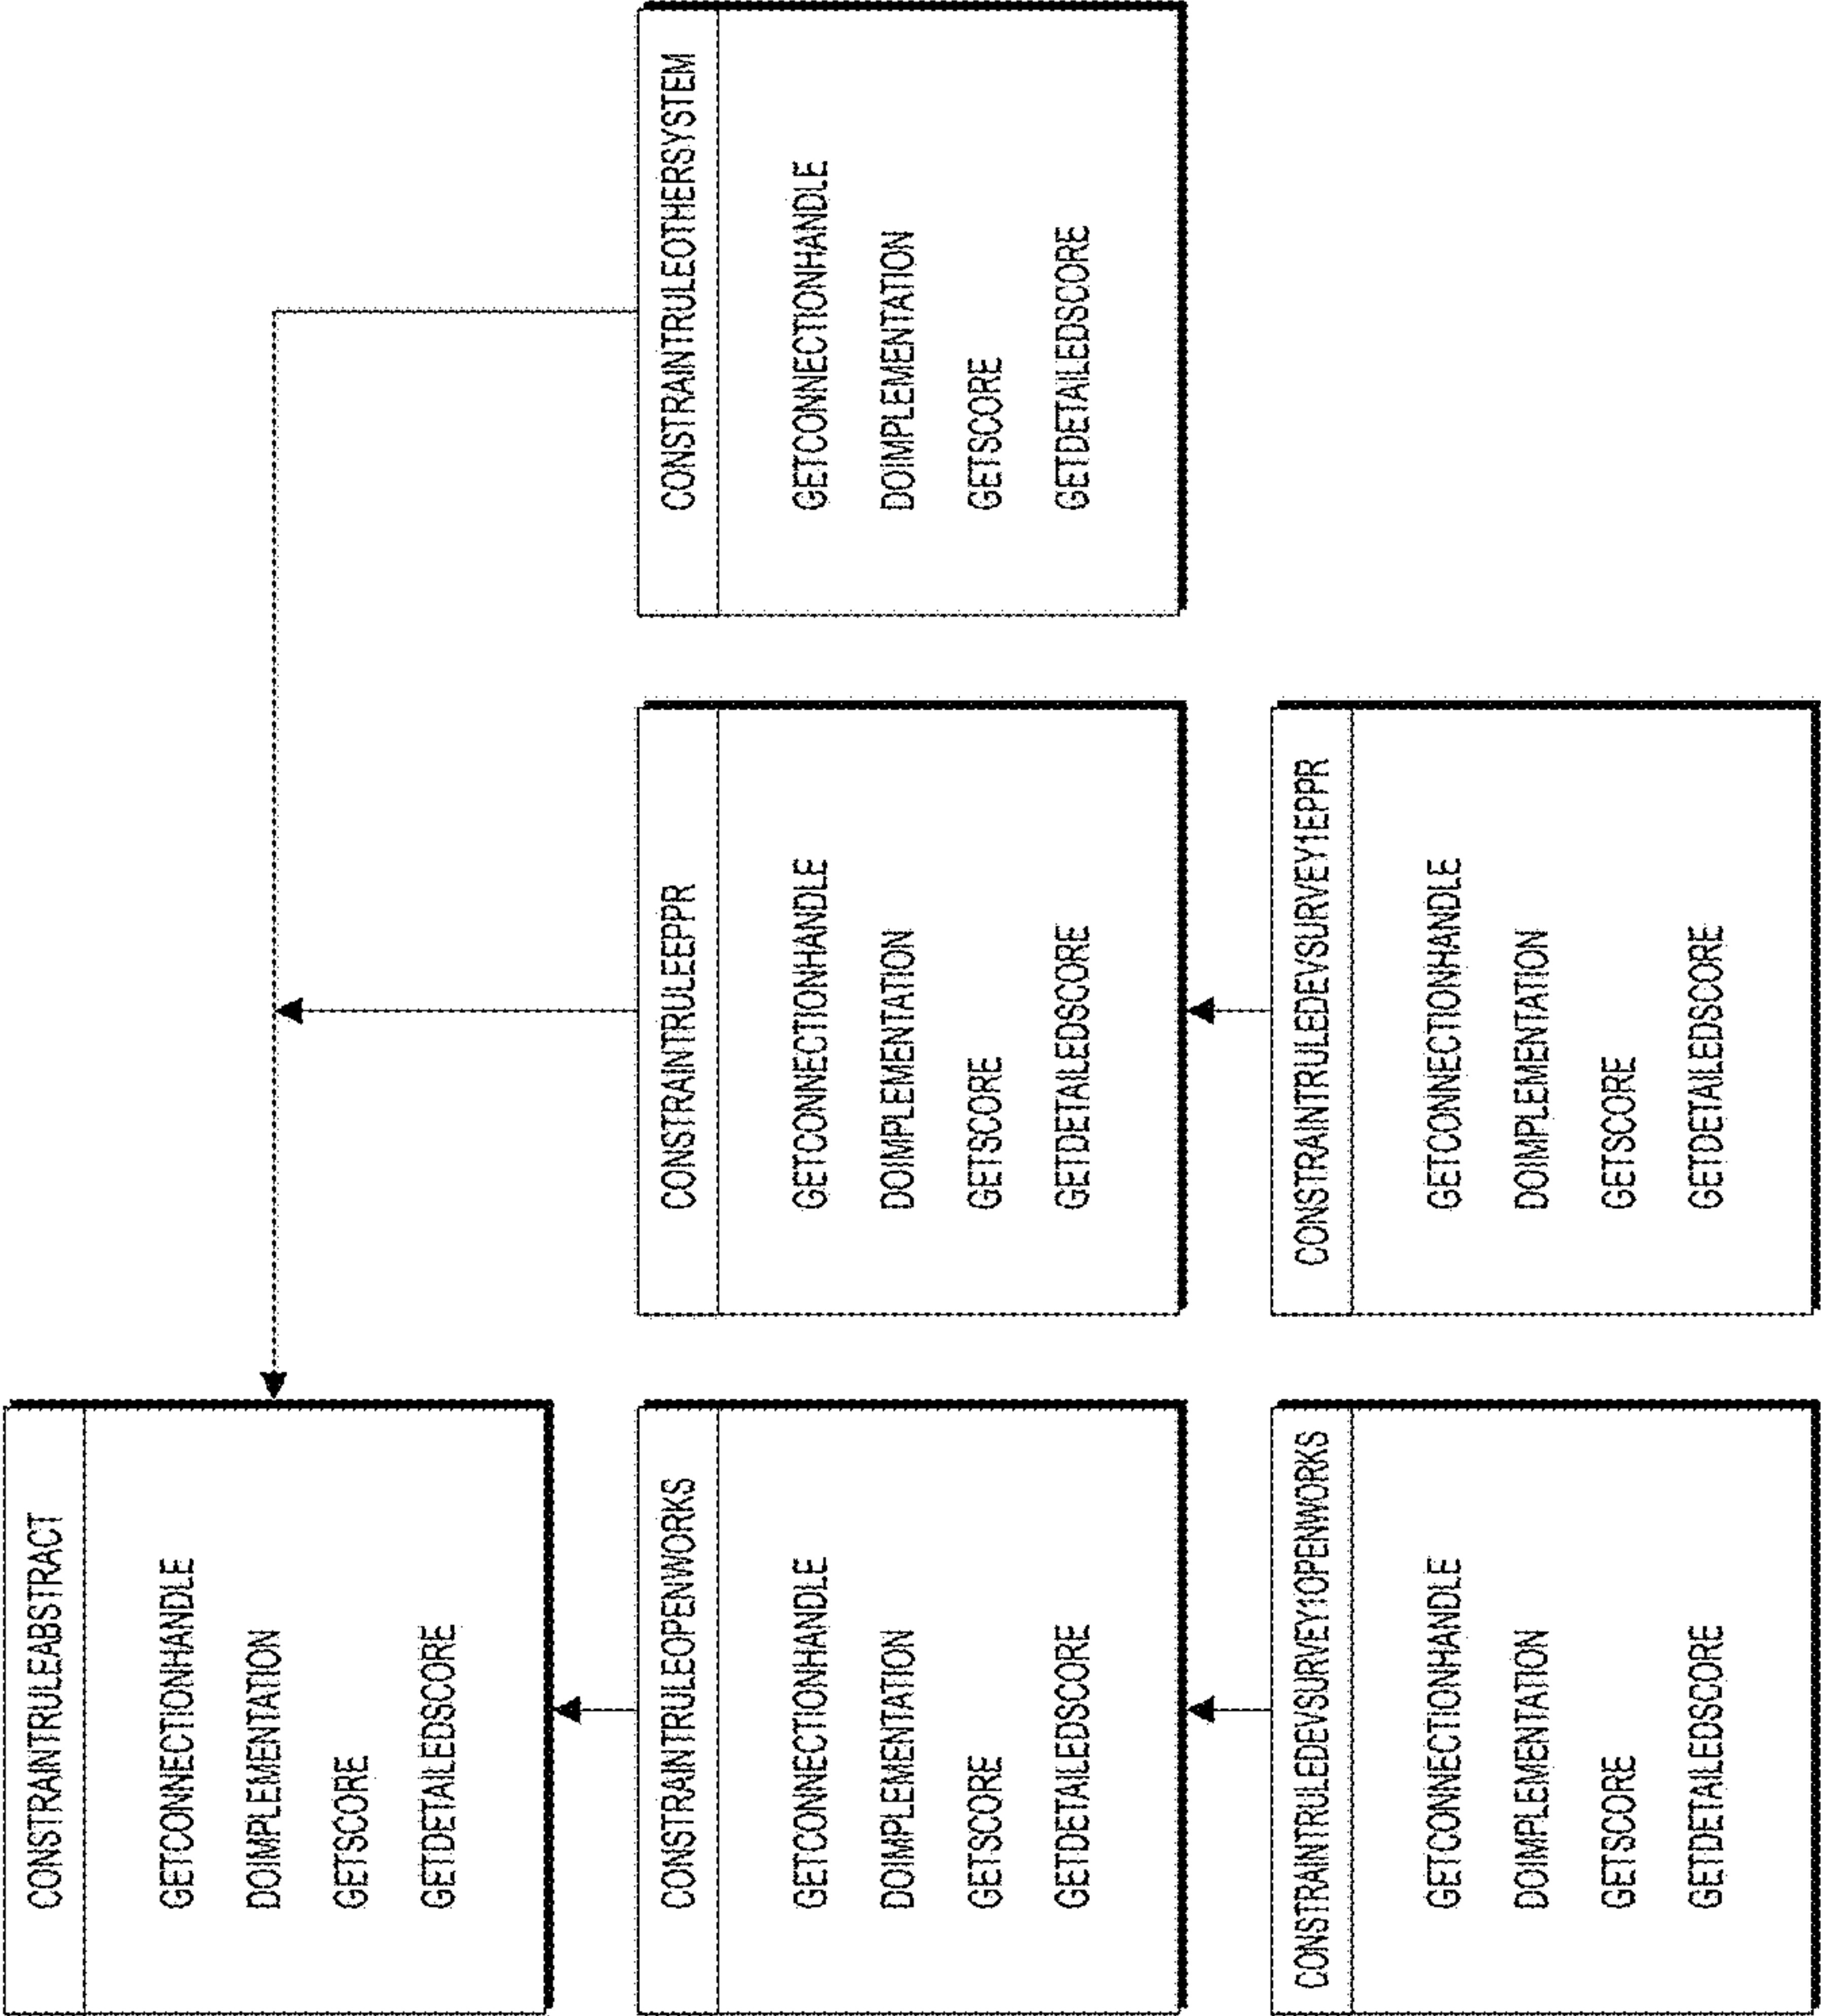 CONSTRAINTRULEABSTRACT
GETCONNECTIONHANDLE
DOIMPLEMENTATION
GETSCORE
GETDETAILEDSCORE
CONSTRAINTRULEOPENWORKS
GETCONNECTIONHANDLE
DOIMPLEMENTATION
GETSCORE
GETDETAILEDSCORE
CONSTRAINTRULEEPPR
GETCONNECTIONHANDLE
DOIMPLEMENTATION
GETSCORE
GETDETAILEDSCORE
CONSTRAINTRULEOTHERSYSTEM
GETCONNECTIONHANDLE
DOIMPLEMENTATION
GETSCORE
GETDETAILEDSCORE
CONSTRAINTRULEDEVSURVEY1OPENWORKS
GETCONNECTIONHANDLE
DOIMPLEMENTATION
GETSCORE
GETDETAILEDSCORE
CONSTRAINTRULEDEVSURVEY1EPPR
GETCONNECTIONHANDLE
DOIMPLEMENTATION
GETSCORE
GETDETAILEDSCORE